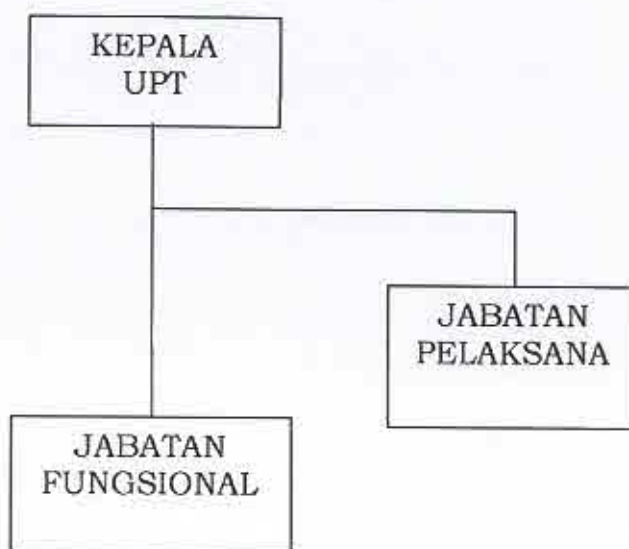 KEPALA
UPT
JABATAN
PELAKSANA
JABATAN
FUNGSIONAL